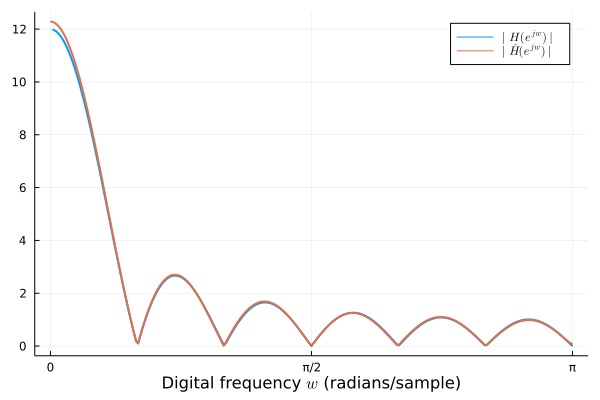 12
10
8
6
4
2
0
0 π/2 π
Digital frequency w (radians/sample)
| H(e^{jw}) |
| Ĥ(e^{jw}) |